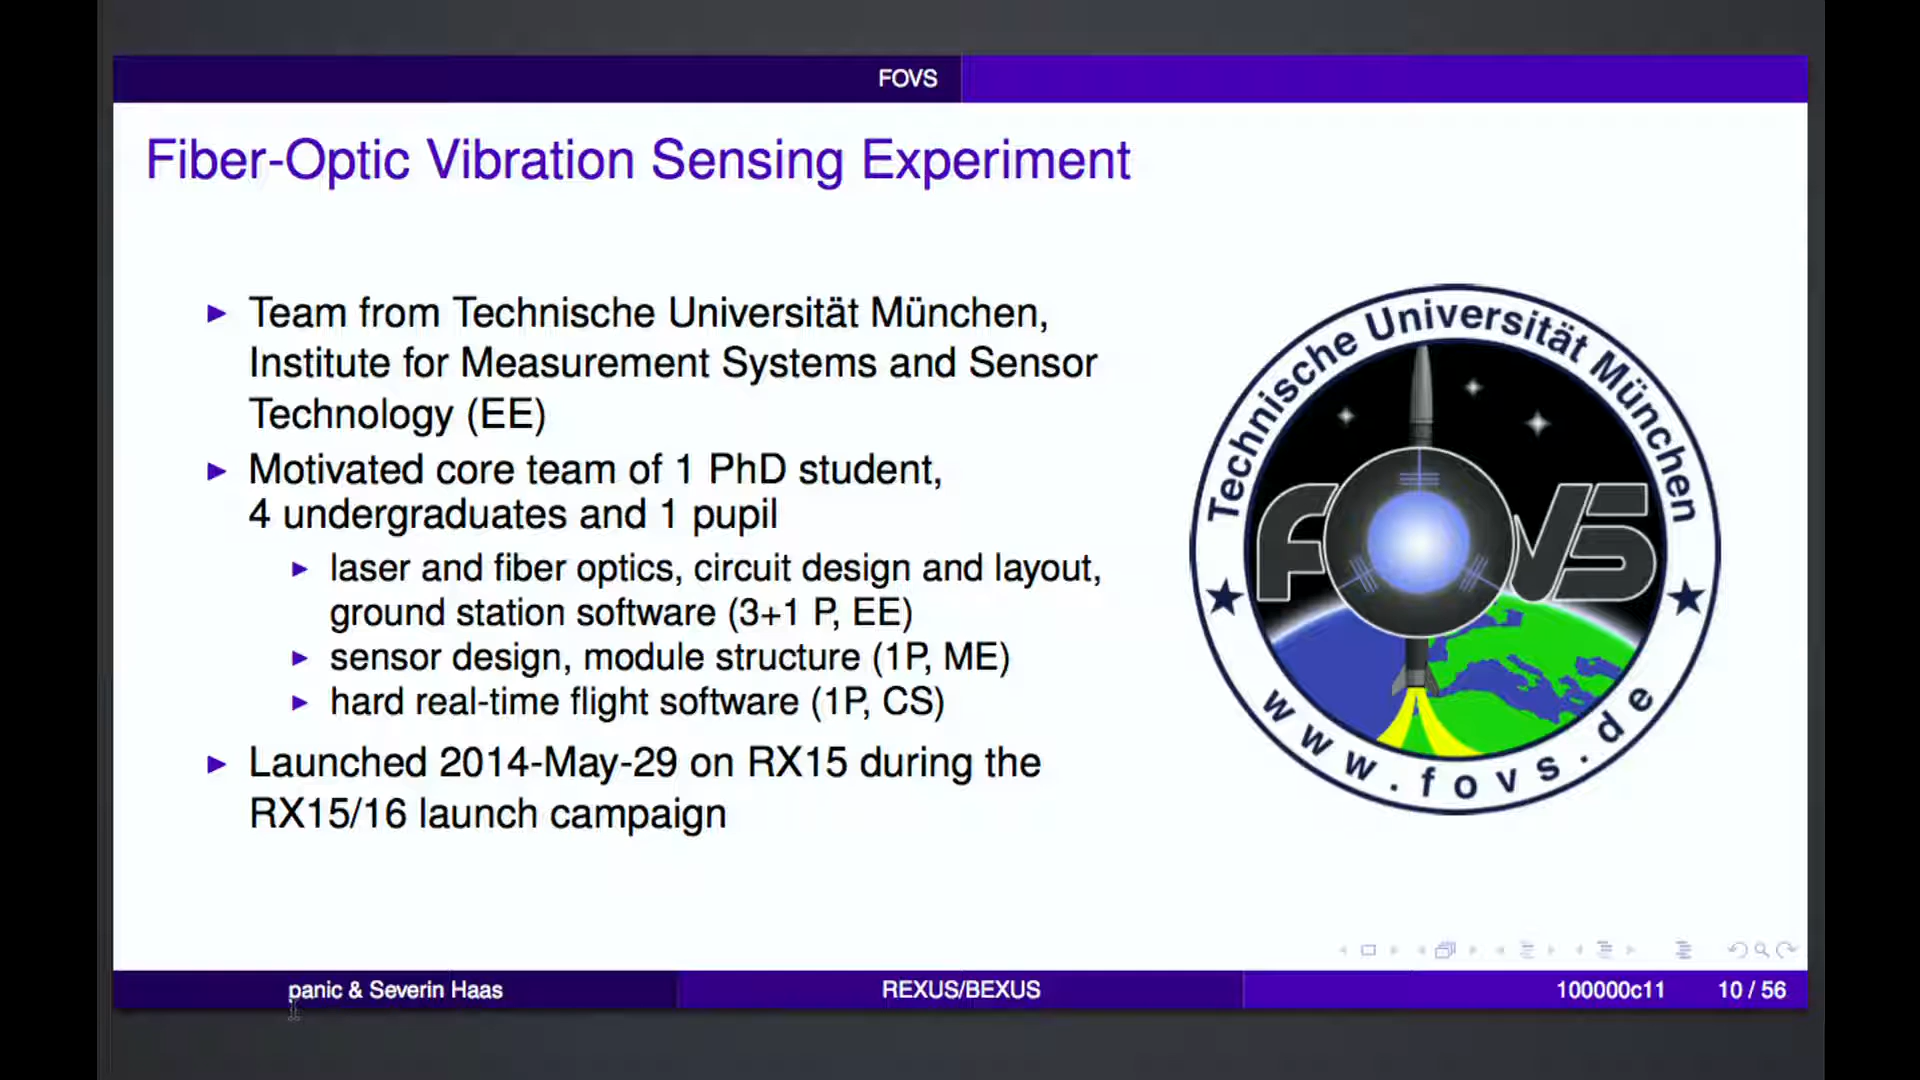 FOVS
Fiber-Optic Vibration Sensing Experiment
Team from Technische Universität München,
Institute for Measurement Systems and Sensor
Technology (EE)
Motivated core team of 1 PhD student,
4 undergraduates and 1 pupil
laser and fiber optics, circuit design and layout,
ground station software (3+1 P, EE)
sensor design, module structure (1P, ME)
hard real-time flight software (1P, CS)
Launched 2014-May-29 on RX15 during the
RX15/16 launch campaign
Technische Universität München
FOVS
www.fovs.de
panic & Severin Haas
REXUS/BEXUS
100000c11
10 / 56